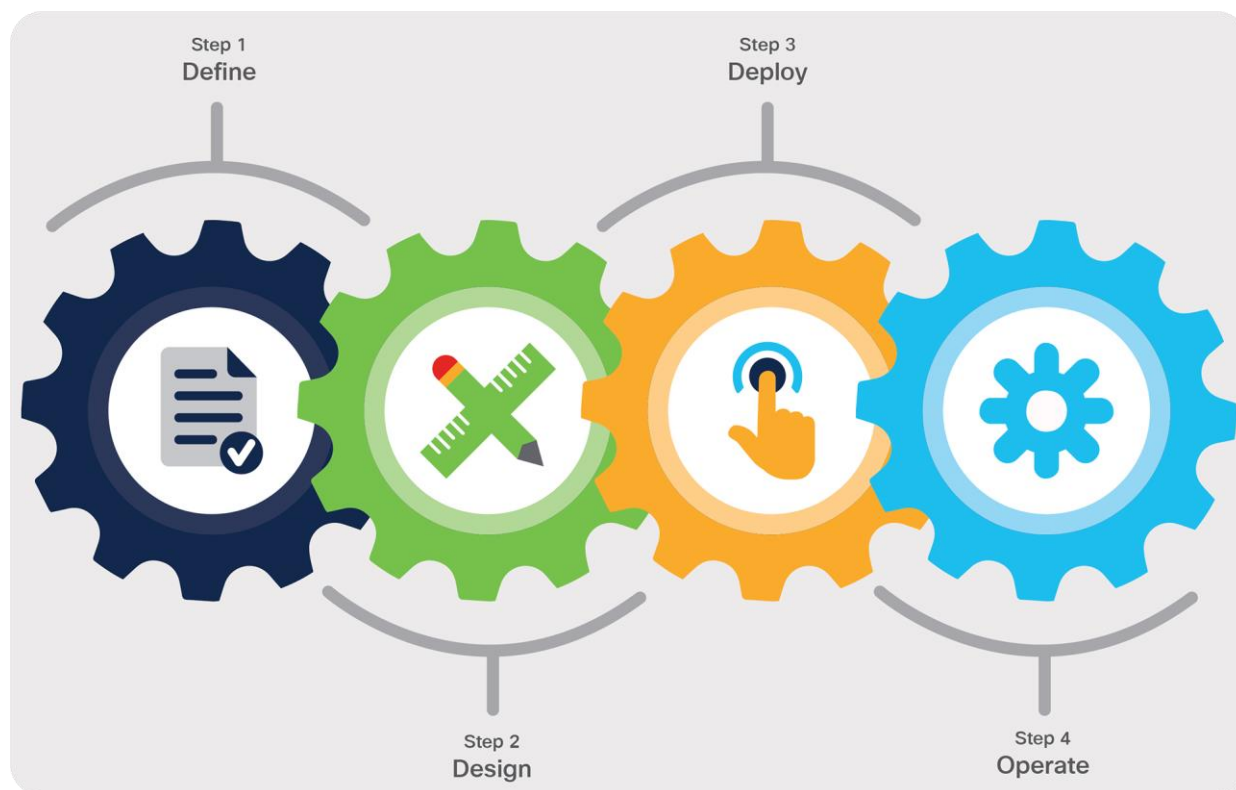 Step 1
Define
Step 2
Design
Step 3
Deploy
Step 4
Operate